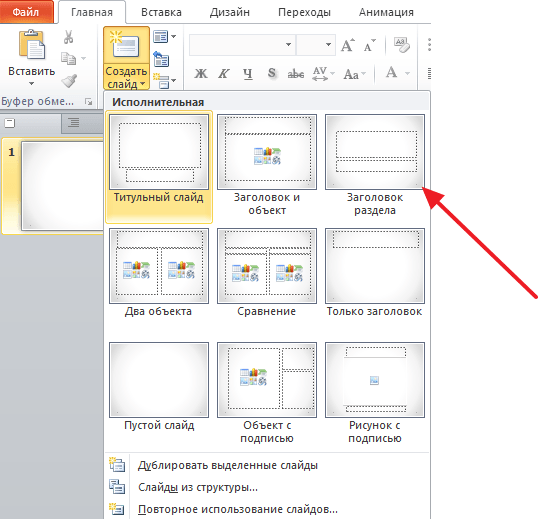 Файл Главная Вставка Дизайн Переходы Анимация
Вставить
Создать
слайд
Ж К Ч S abc AV Aa A
Буфер обме...
Исполнительная
1
Титульный слайд
Заголовок и
объект
Заголовок
раздела
Два объекта
Сравнение
Только заголовок
Пустой слайд
Объект с
подписью
Рисунок с
подписью
Дублировать выделенные слайды
Слайды из структуры...
Повторное использование слайдов...